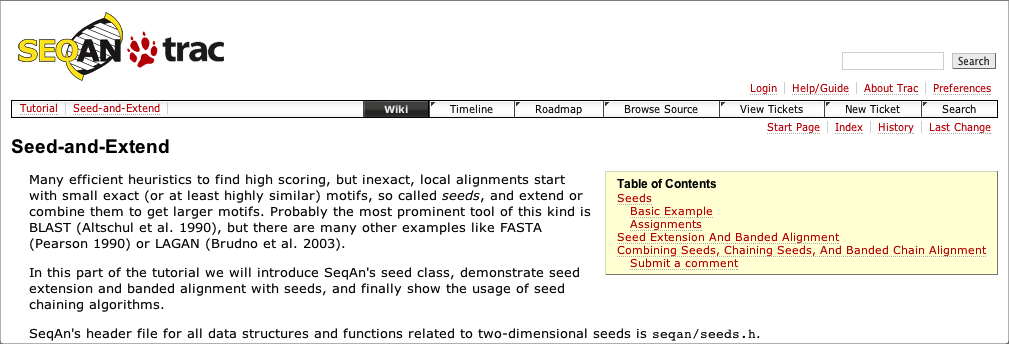 SEQAN trac
Search
Login Help/Guide About Trac Preferences
Tutorial Seed-and-Extend Wiki Timeline Roadmap Browse Source View Tickets New Ticket Search
Start Page Index History Last Change
Seed-and-Extend
Many efficient heuristics to find high scoring, but inexact, local alignments start
with small exact (or at least highly similar) motifs, so called seeds, and extend or
combine them to get larger motifs. Probably the most prominent tool of this kind is
BLAST (Altschul et al. 1990), but there are many other examples like FASTA
(Pearson 1990) or LAGAN (Brudno et al. 2003).
In this part of the tutorial we will introduce SeqAn's seed class, demonstrate seed
extension and banded alignment with seeds, and finally show the usage of seed
chaining algorithms.
SeqAn's header file for all data structures and functions related to two-dimensional seeds is seqan/seeds.h.
Table of Contents
Seeds
Basic Example
Assignments
Seed Extension And Banded Alignment
Combining Seeds, Chaining Seeds, And Banded Chain Alignment
Submit a comment